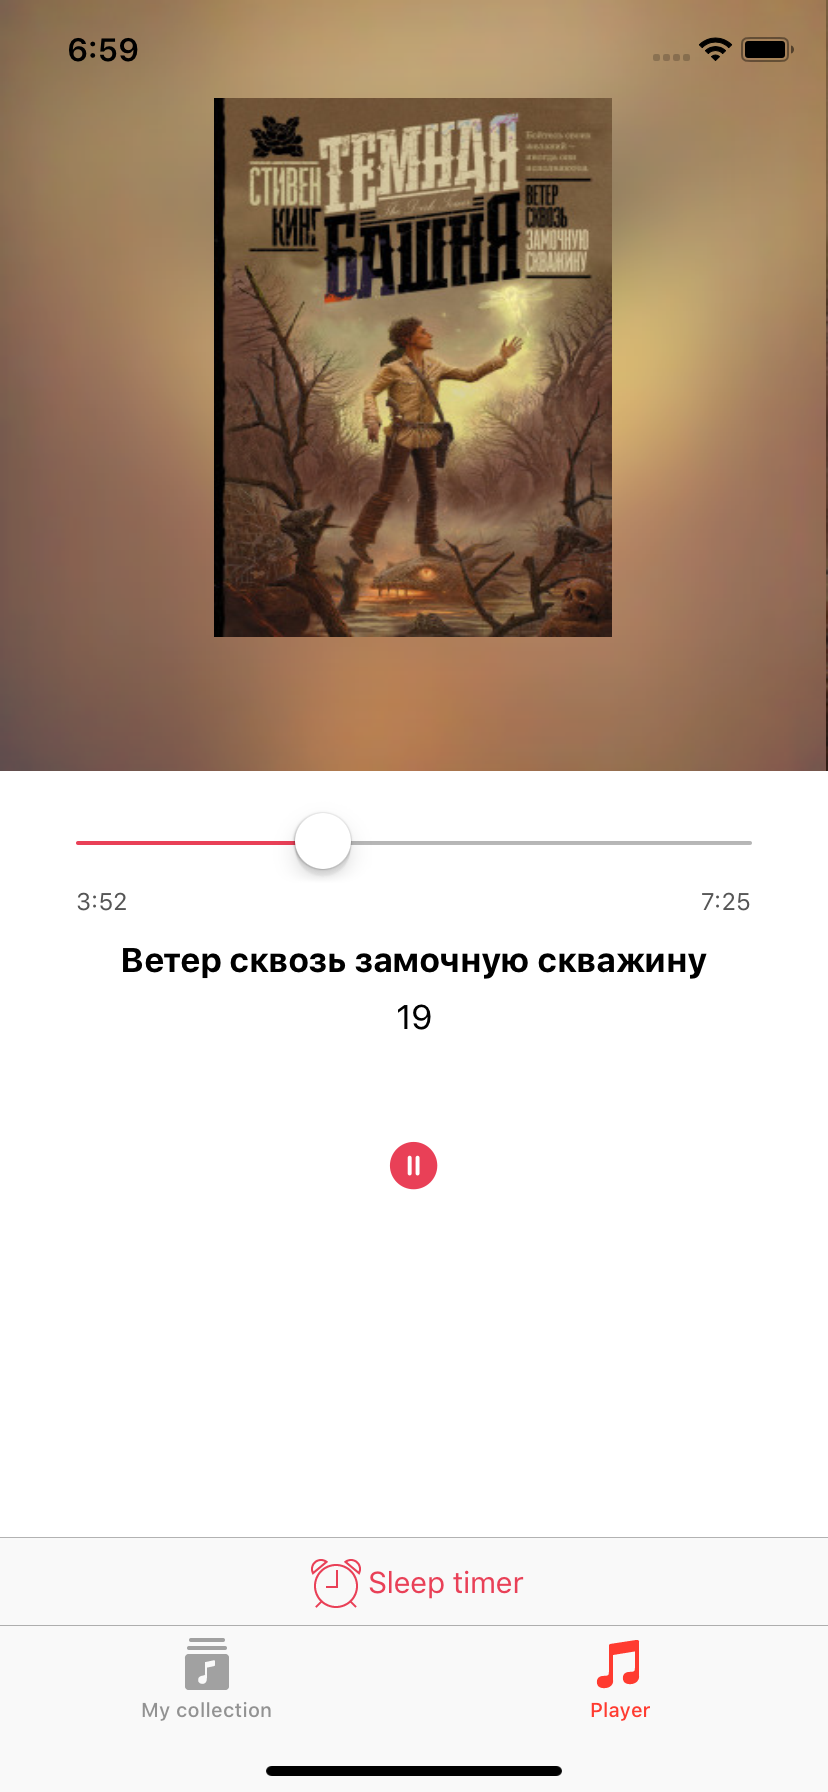 6:59
СТИВЕН
КИНГ
ТЕМНАЯ
The Dark Tower
БАШНЯ
Бойтесь своих
желаний –
иногда они
исполняются.
ВЕТЕР
СКВОЗЬ
ЗАМОЧНУЮ
СКВАЖИНУ
3:52
7:25
Ветер сквозь замочную скважину
19
Sleep timer
My collection
Player